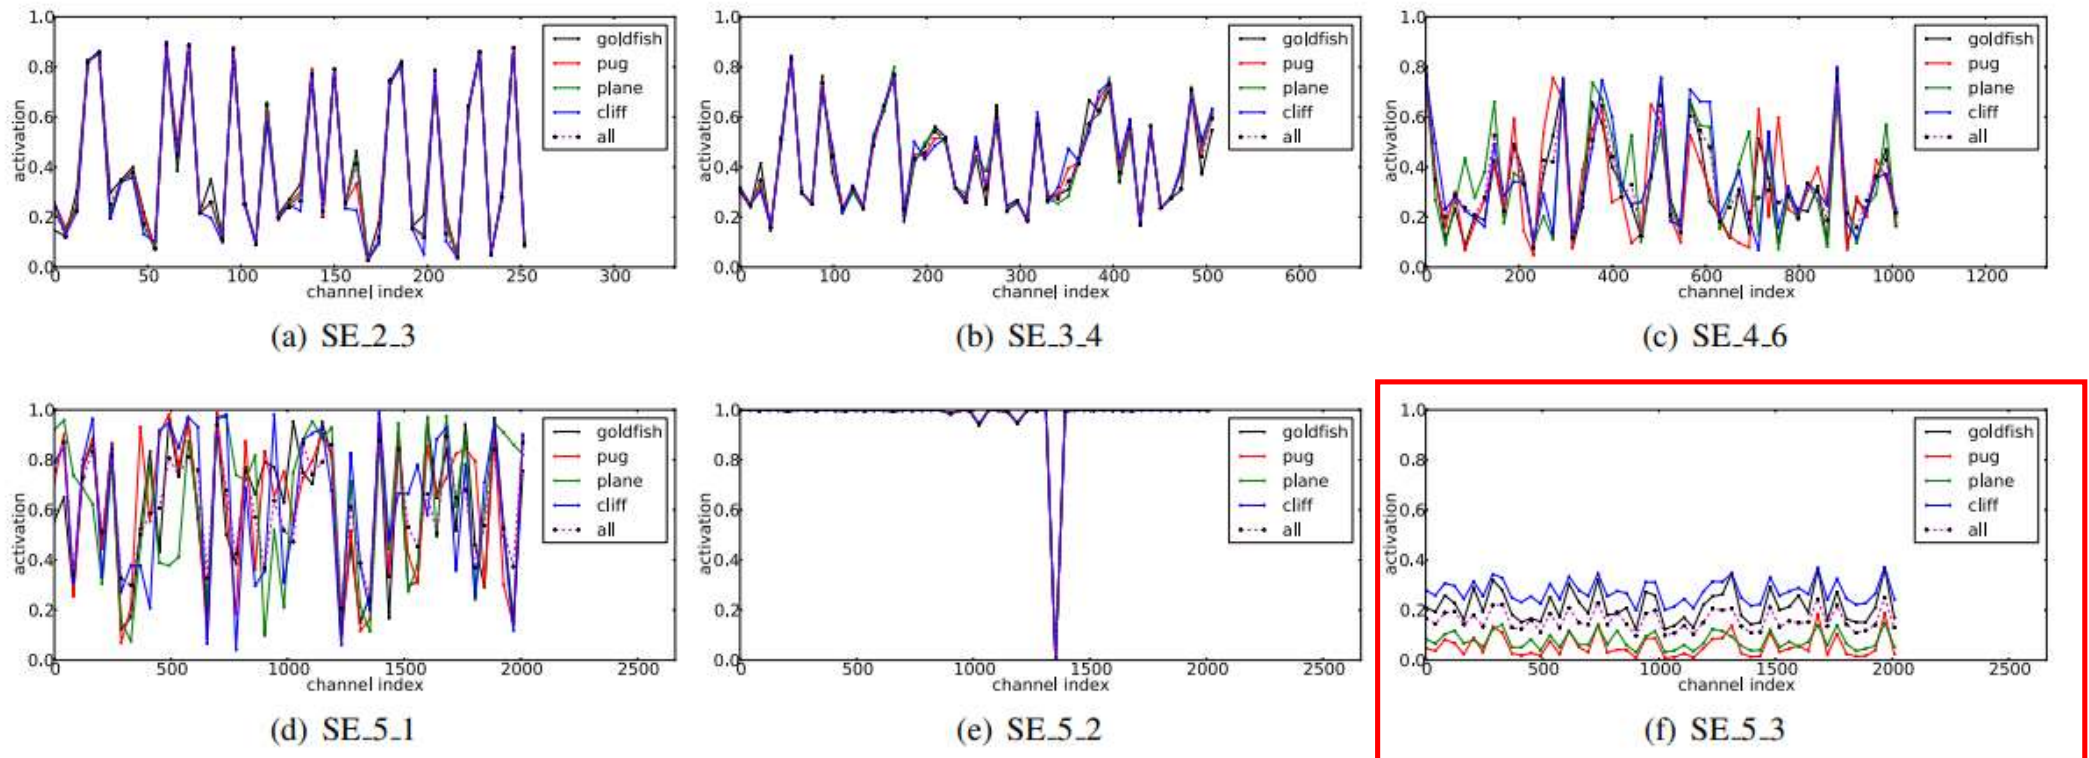 1.0
0.8
0.6
0.4
0.2
0.0
activation
0 50 100 150 200 250 300
channel index
goldfish
pug
plane
cliff
all
(a) SE_2_3
1.0
0.8
0.6
0.4
0.2
0.0
activation
0 100 200 300 400 500 600
channel index
goldfish
pug
plane
cliff
all
(b) SE_3_4
1.0
0.8
0.6
0.4
0.2
0.0
activation
0 200 400 600 800 1000 1200
channel index
goldfish
pug
plane
cliff
all
(c) SE_4_6
1.0
0.8
0.6
0.4
0.2
0.0
activation
0 500 1000 1500 2000 2500
channel index
goldfish
pug
plane
cliff
all
(d) SE_5_1
1.0
0.8
0.6
0.4
0.2
0.0
activation
0 500 1000 1500 2000 2500
channel index
goldfish
pug
plane
cliff
all
(e) SE_5_2
1.0
0.8
0.6
0.4
0.2
0.0
activation
0 500 1000 1500 2000 2500
channel index
goldfish
pug
plane
cliff
all
(f) SE_5_3